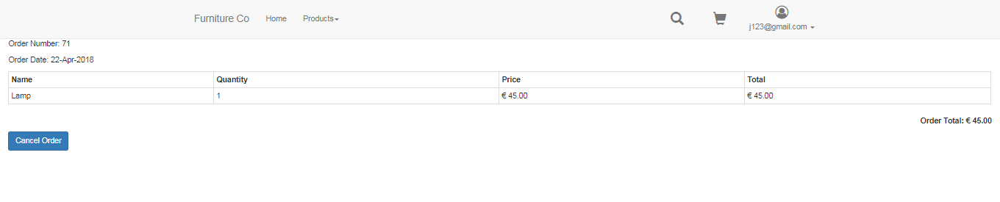 Furniture Co Home Products
j123@gmail.com
Order Number: 71
Order Date: 22-Apr-2018
Name Quantity Price Total
Lamp 1 € 45.00 € 45.00
Order Total: € 45.00
Cancel Order